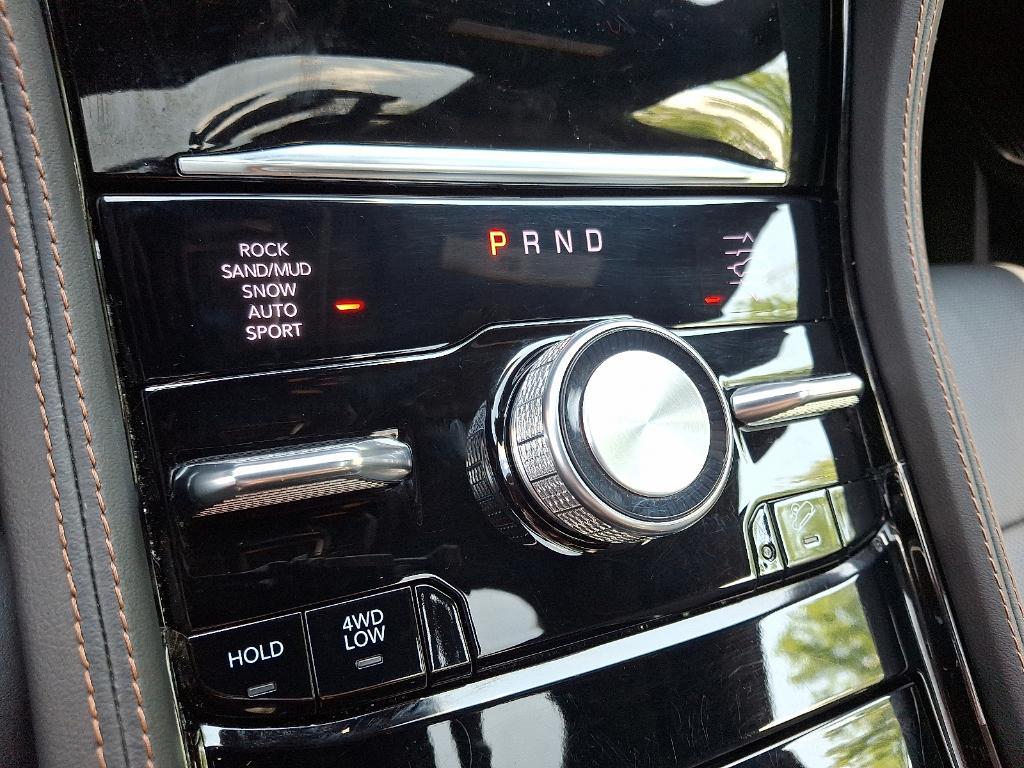 P R N D
ROCK
SAND/MUD
SNOW
AUTO
SPORT
HOLD
4WD
LOW